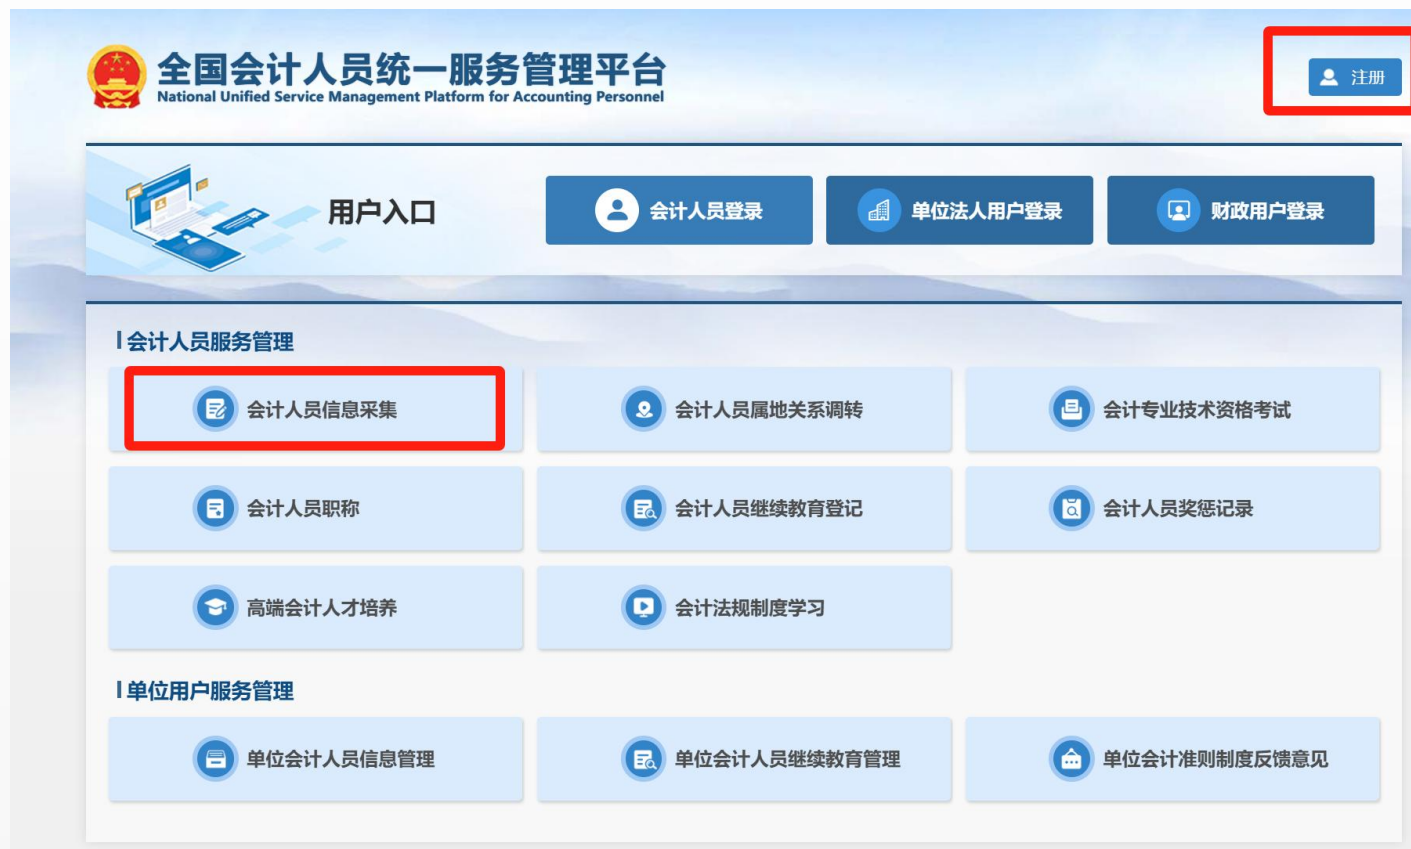 全国会计人员统一服务管理平台
National Unified Service Management Platform for Accounting Personnel
注册
用户入口
会计人员登录
单位法人用户登录
财政用户登录
会计人员服务管理
会计人员信息采集
会计人员属地关系调转
会计专业技术资格考试
会计人员职称
会计人员继续教育登记
会计人员奖惩记录
高端会计人才培养
会计法规制度学习
单位用户服务管理
单位会计人员信息管理
单位会计人员继续教育管理
单位会计准则制度反馈意见